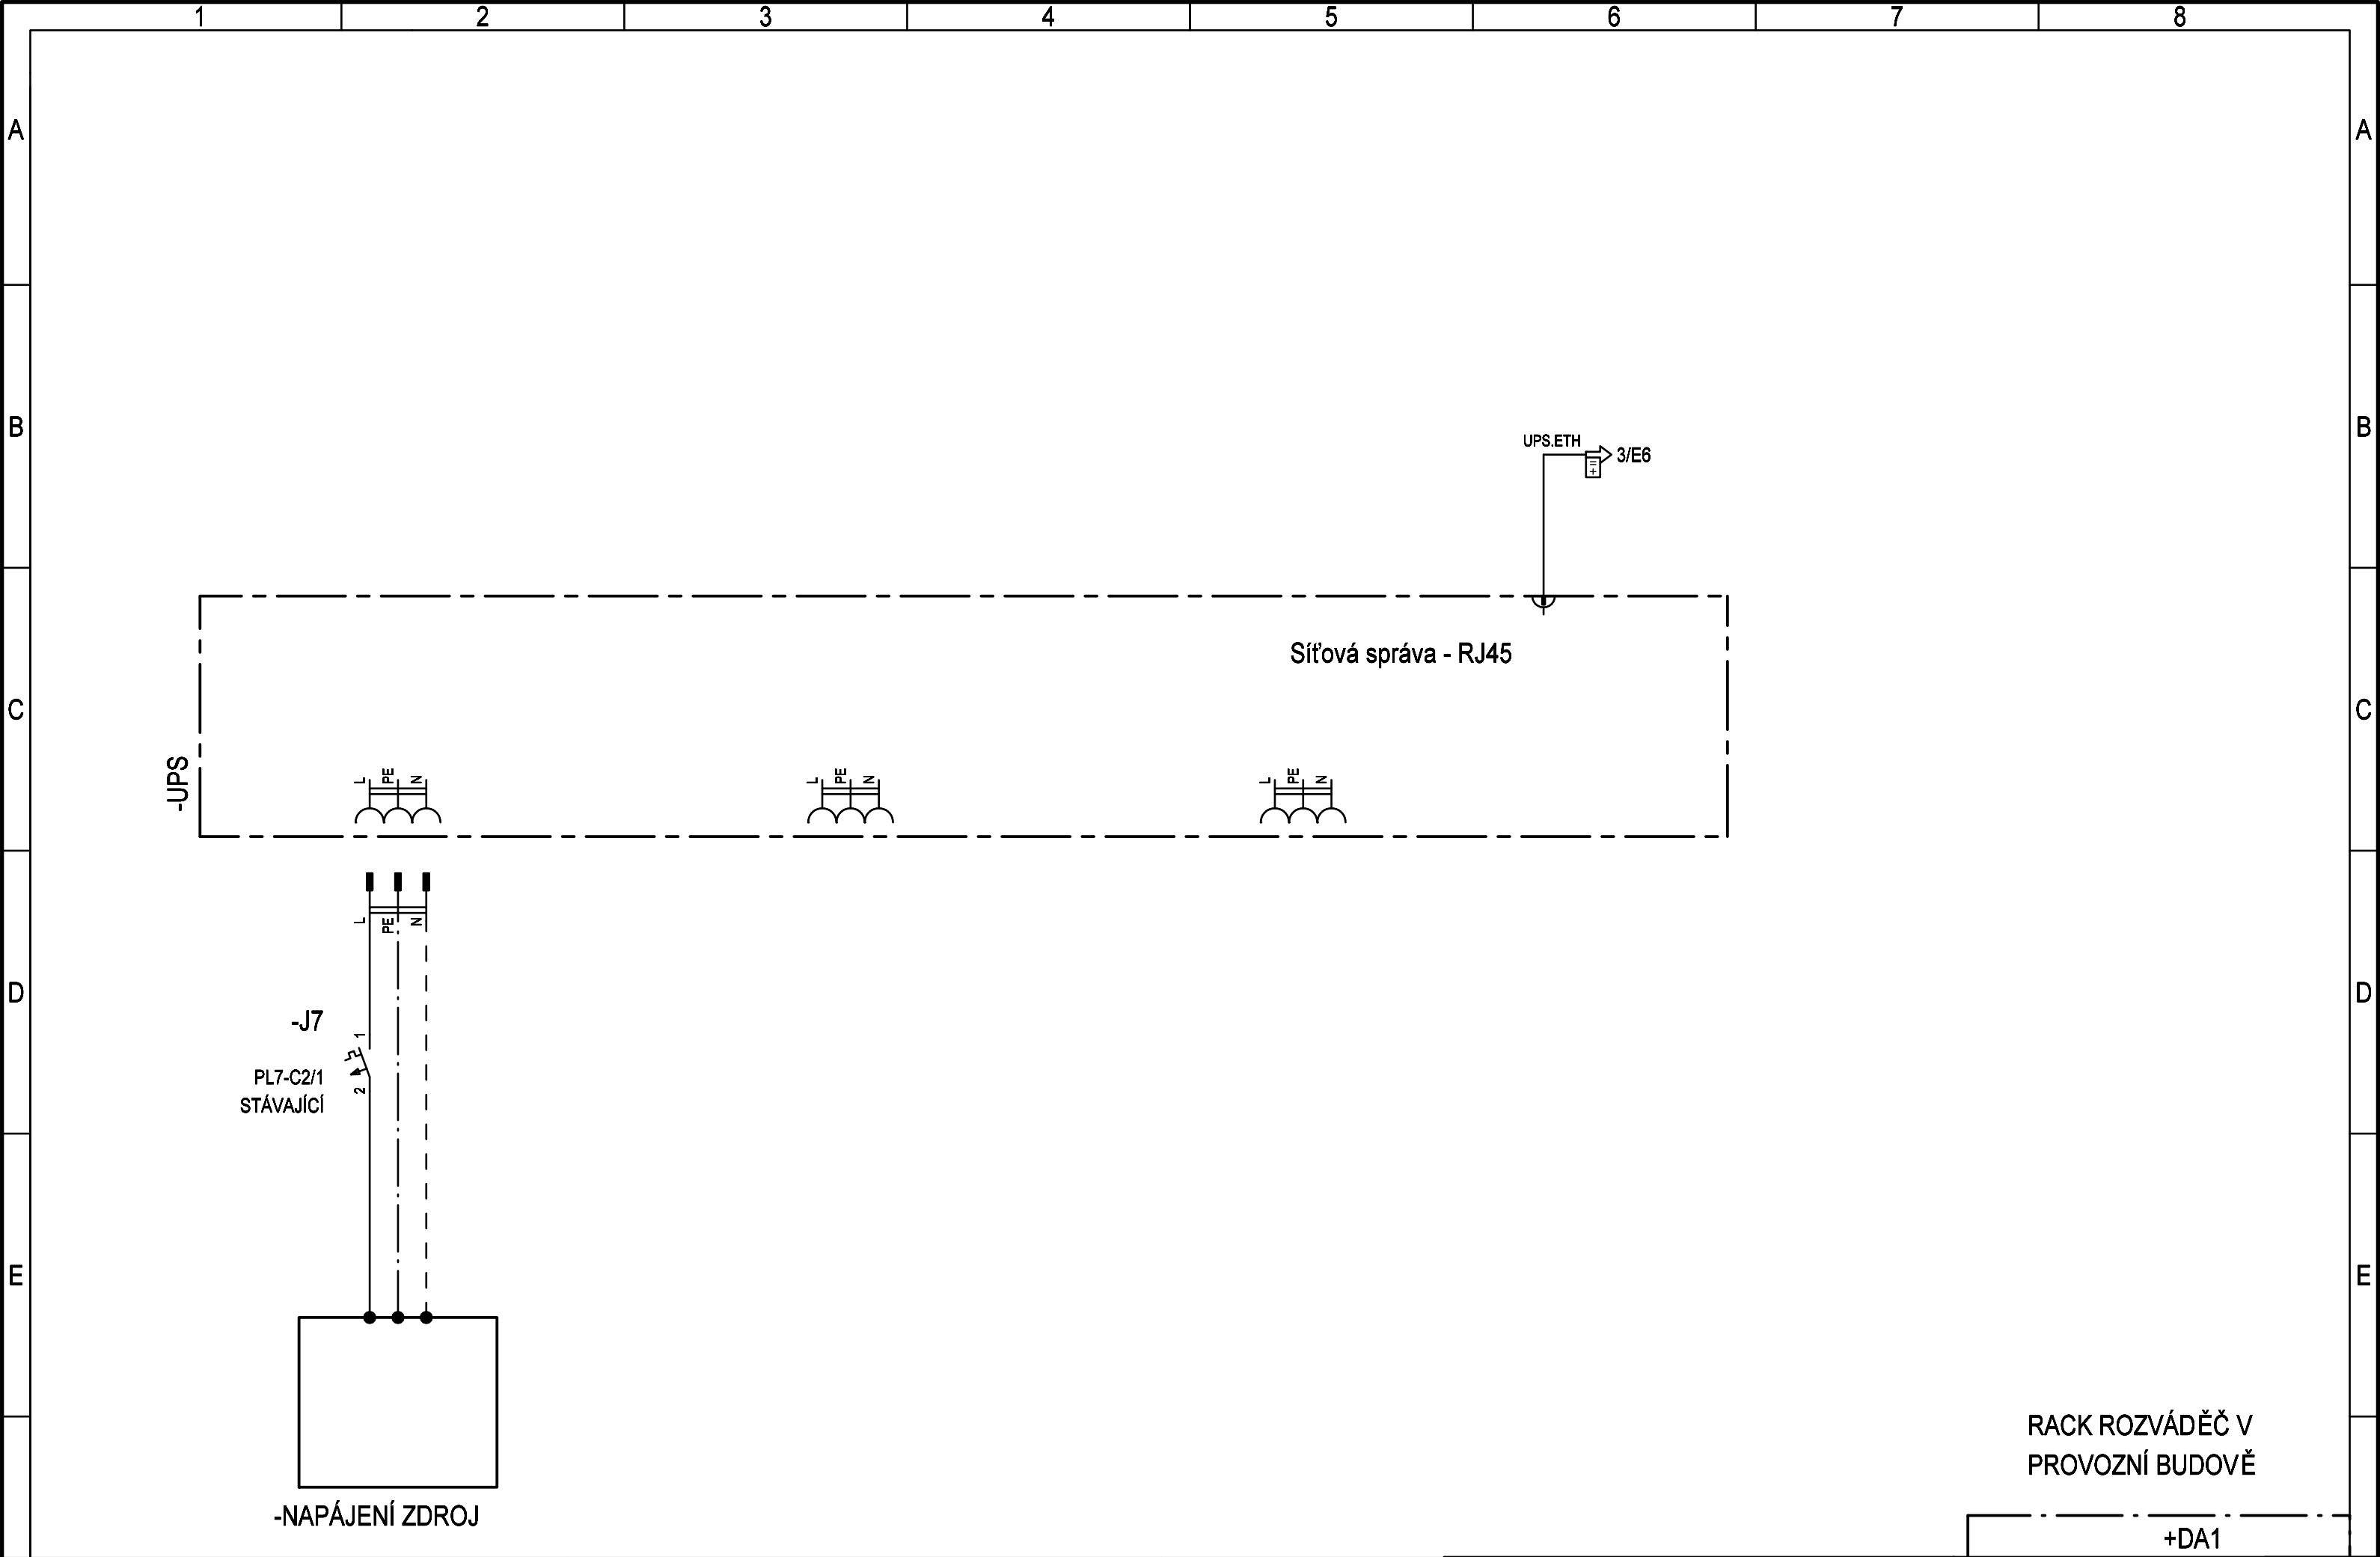 1 2 3 4 5 6 7 8
A A
B B
UPS.ETH
= + 3/E6
C C
Síťová správa - RJ45
-UPS
L PE N L PE N L PE N
L PE N
D D
-J7
1
PL7-C2/1
2
STÁVAJÍCÍ
E E
RACK ROZVÁDĚČ V
PROVOZNÍ BUDOVĚ
-NAPÁJENÍ ZDROJ
+DA1